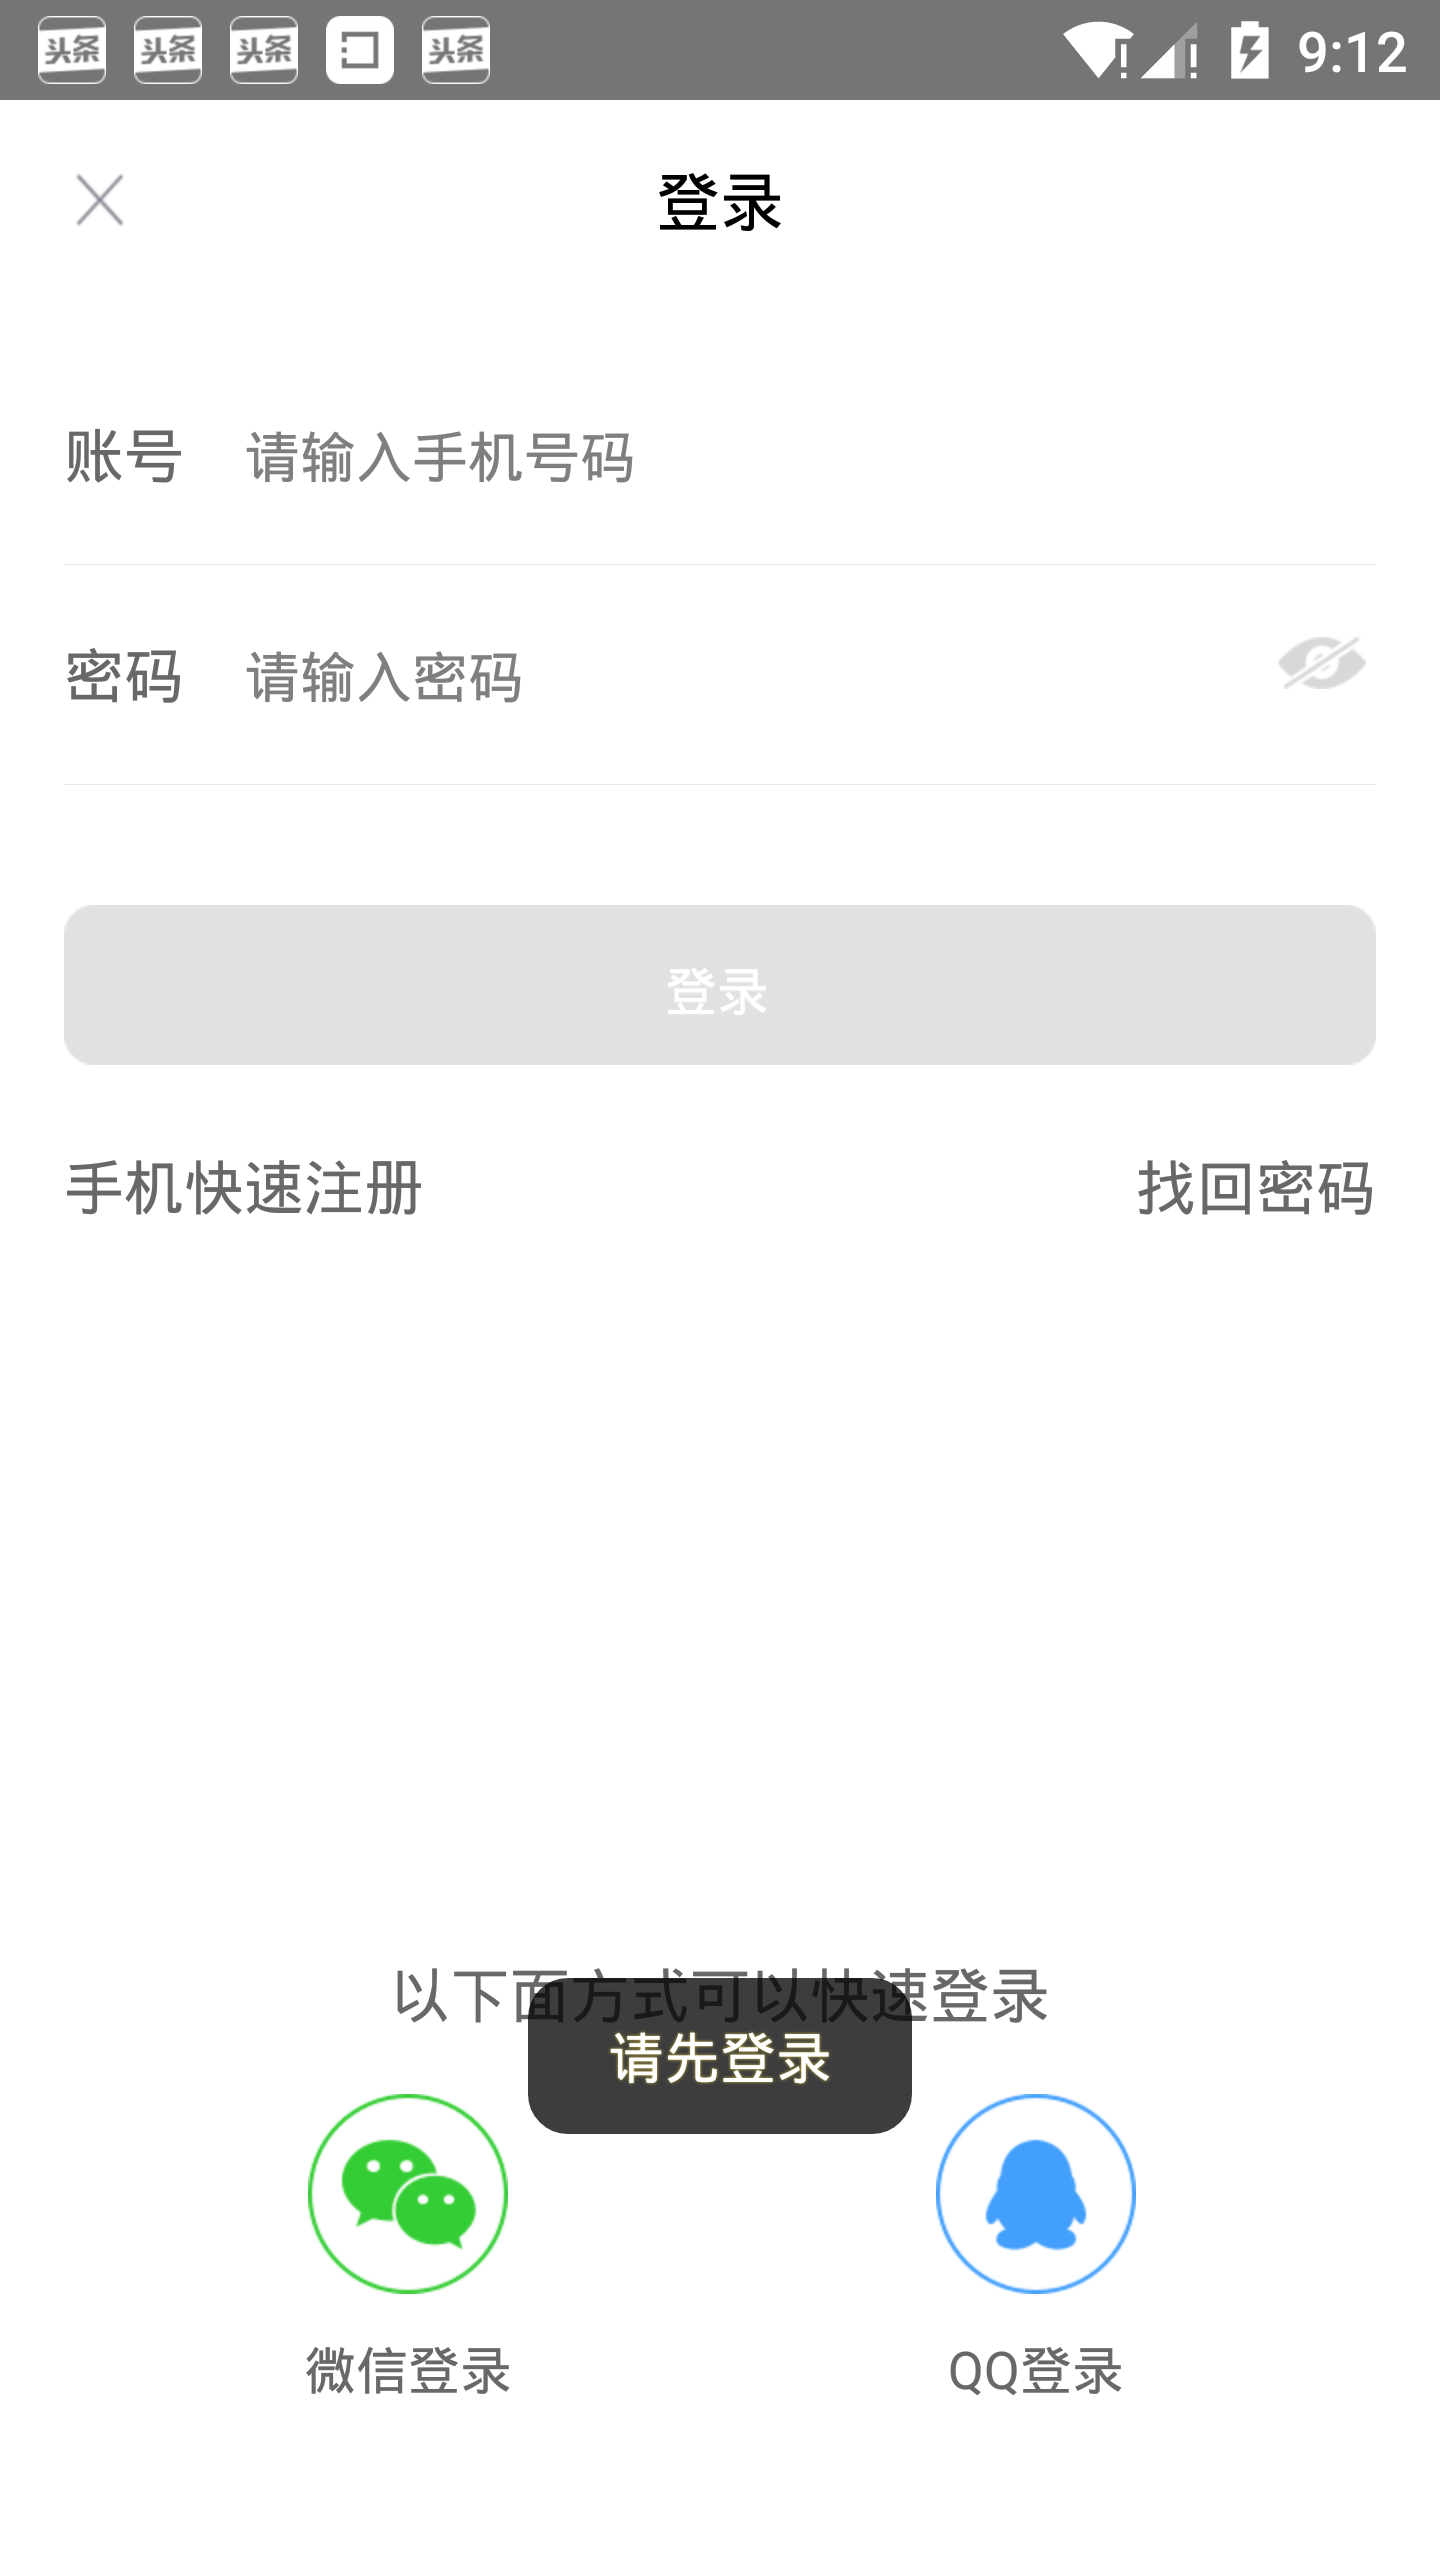 头条 头条 头条 头条 9:12
登录
账号 请输入手机号码
密码 请输入密码
登录
手机快速注册 找回密码
以下面方式可以快速登录
请先登录
微信登录 QQ登录